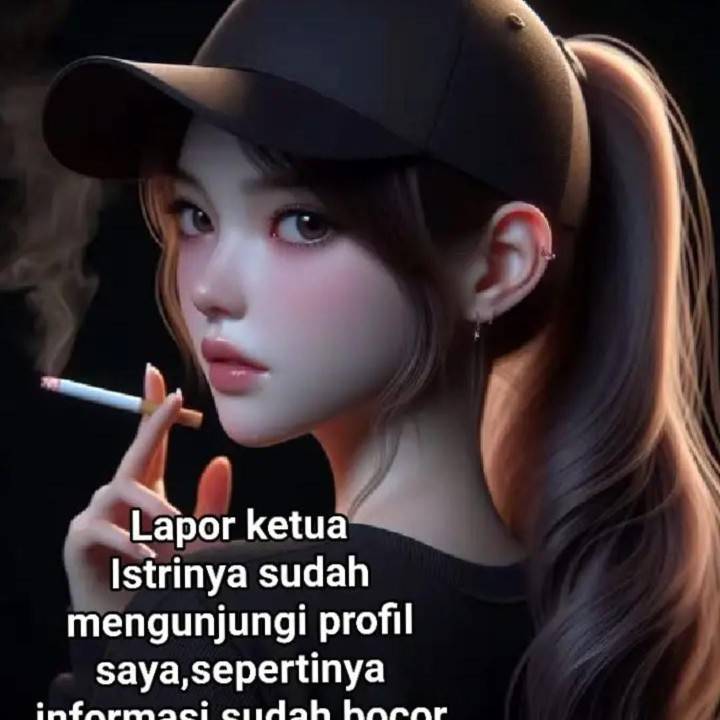 Lapor ketua
Istrinya sudah
mengunjungi profil
saya,sepertinya
informasi sudah bocor